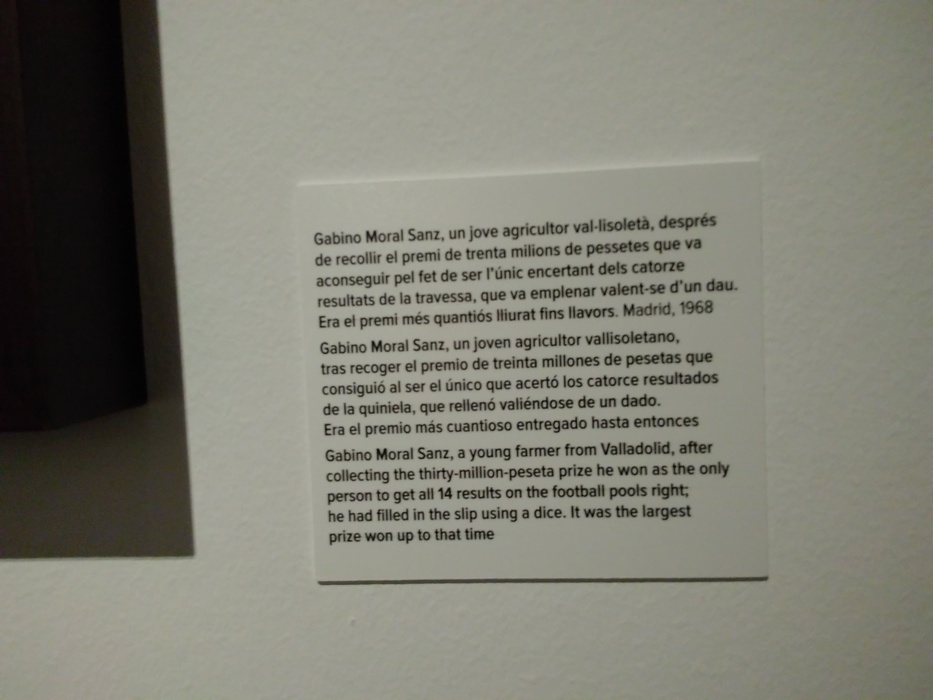 Gabino Moral Sanz, un jove agricultor val·lisoletà, després
de recollir el premi de trenta milions de pessetes que va
aconseguir pel fet de ser l'únic encertant dels catorze
resultats de la travessa, que va emplenar valent-se d'un dau.
Era el premi més quantiós lliurat fins llavors. Madrid, 1968
Gabino Moral Sanz, un joven agricultor vallisoletano,
tras recoger el premio de treinta millones de pesetas que
consiguió al ser el único que acertó los catorce resultados
de la quiniela, que rellenó valiéndose de un dado.
Era el premio más cuantioso entregado hasta entonces
Gabino Moral Sanz, a young farmer from Valladolid, after
collecting the thirty-million-peseta prize he won as the only
person to get all 14 results on the football pools right;
he had filled in the slip using a dice. It was the largest
prize won up to that time